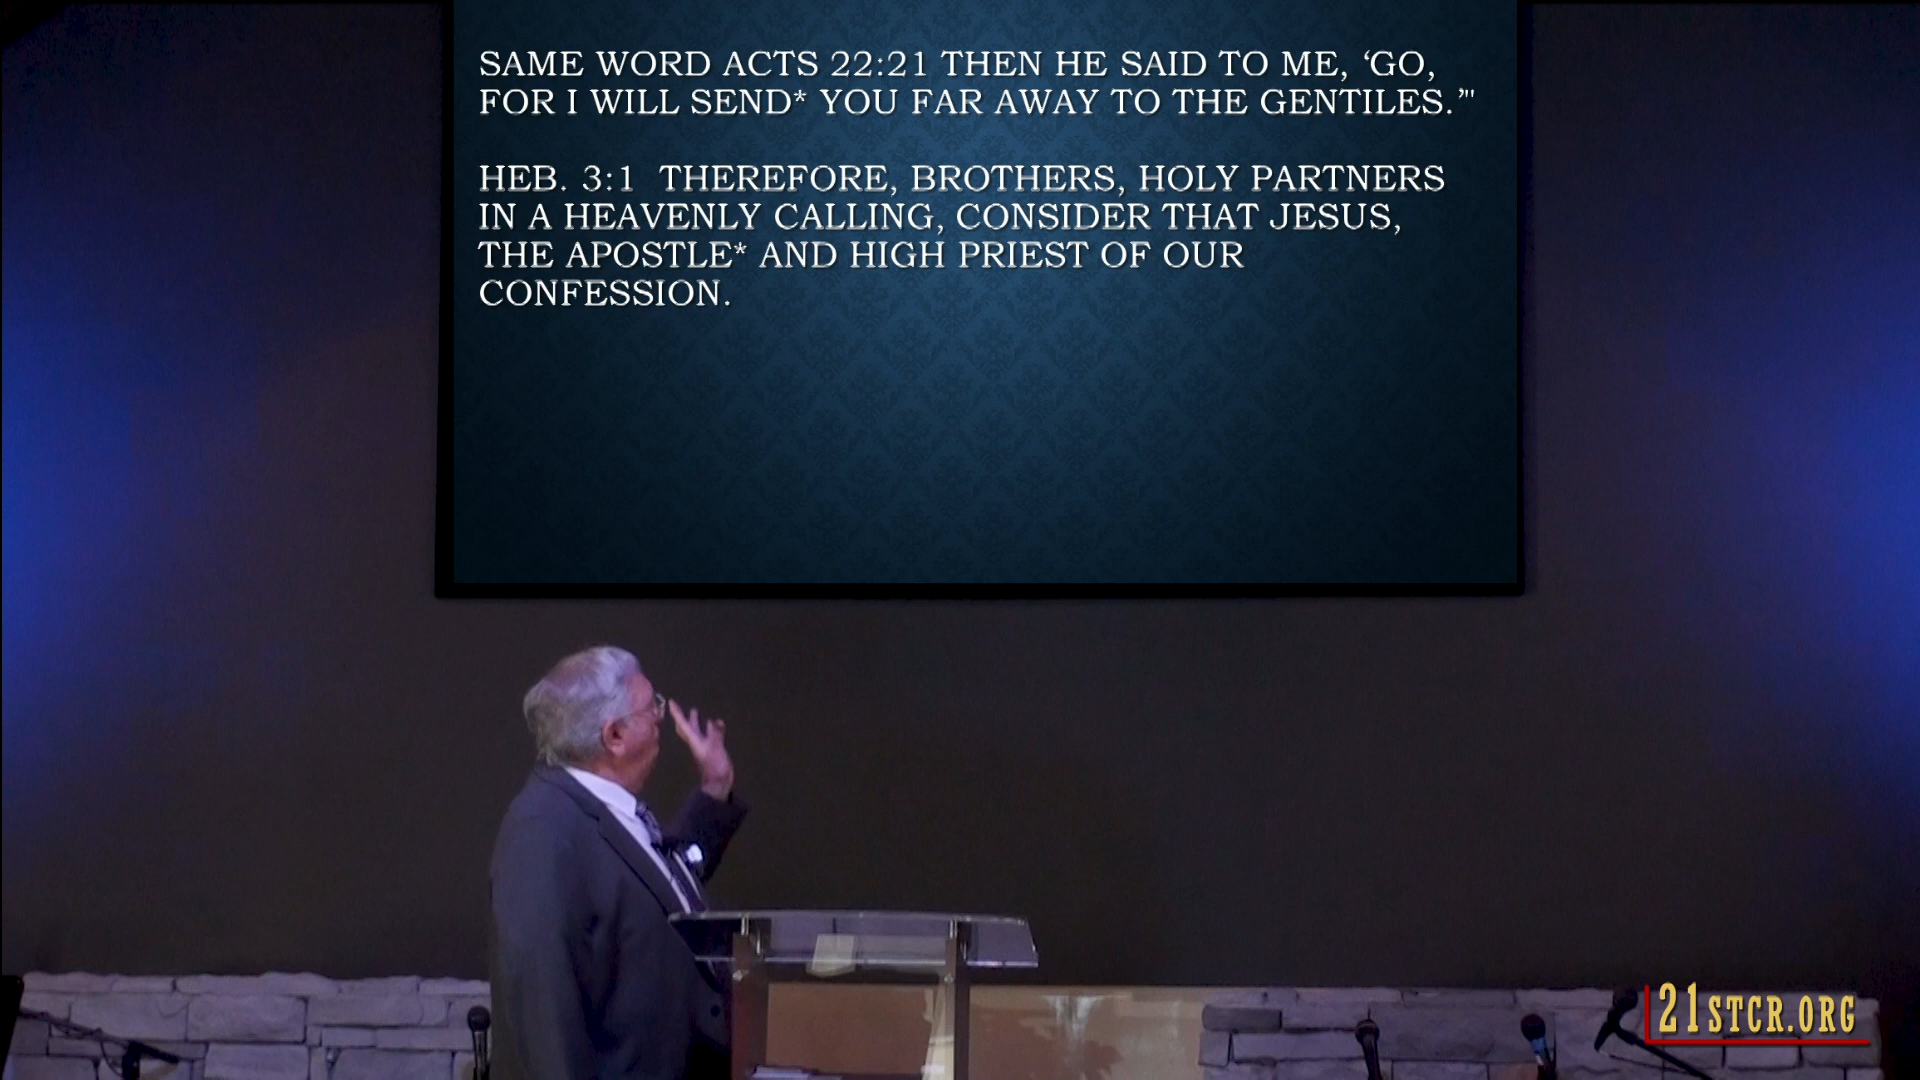 SAME WORD ACTS 22:21 THEN HE SAID TO ME, ‘GO,
FOR I WILL SEND* YOU FAR AWAY TO THE GENTILES.’"
HEB. 3:1 THEREFORE, BROTHERS, HOLY PARTNERS
IN A HEAVENLY CALLING, CONSIDER THAT JESUS,
THE APOSTLE* AND HIGH PRIEST OF OUR
CONFESSION.
21STCR.ORG